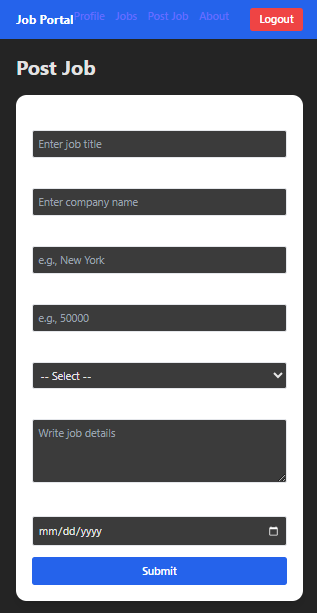 Job Portal Profile Jobs Post Job About Logout
Post Job
Enter job title
Enter company name
e.g., New York
e.g., 50000
-- Select --
Write job details
mm/dd/yyyy
Submit